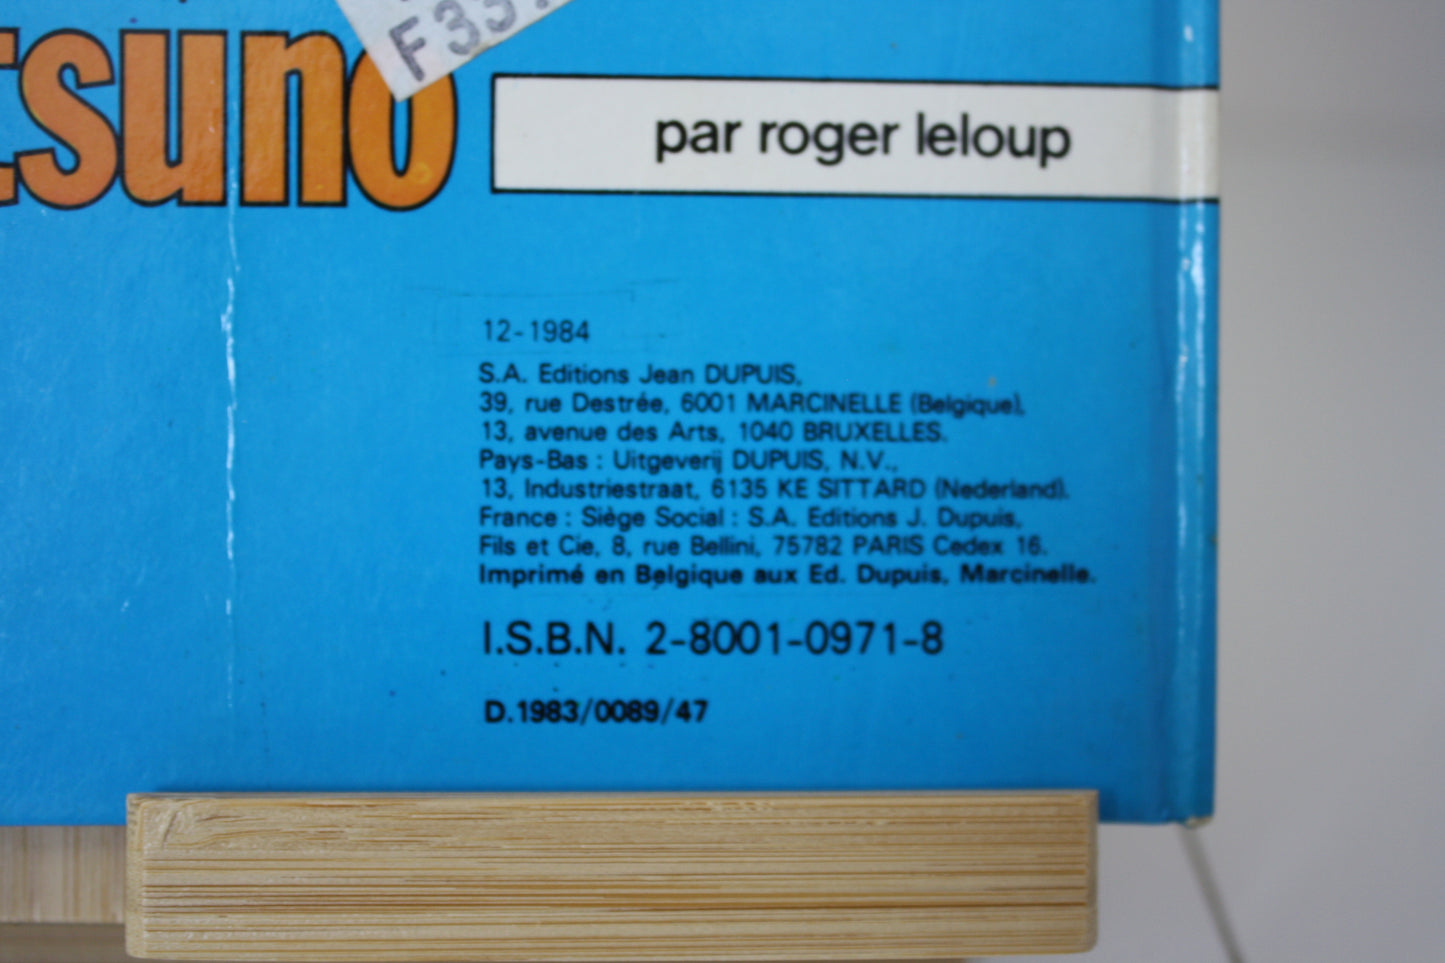 F33
tsuno
par roger leloup
12-1984
S.A. Editions Jean DUPUIS,
39, rue Destrée, 6001 MARCINELLE (Belgique),
13, avenue des Arts, 1040 BRUXELLES.
Pays-Bas : Uitgeverij DUPUIS, N.V.,
13, Industriestraat, 6135 KE SITTARD (Nederland).
France : Siège Social : S.A. Editions J. Dupuis,
Fils et Cie, 8, rue Bellini, 75782 PARIS Cedex 16.
Imprimé en Belgique aux Ed. Dupuis, Marcinelle.
I.S.B.N. 2-8001-0971-8
D.1983/0089/47